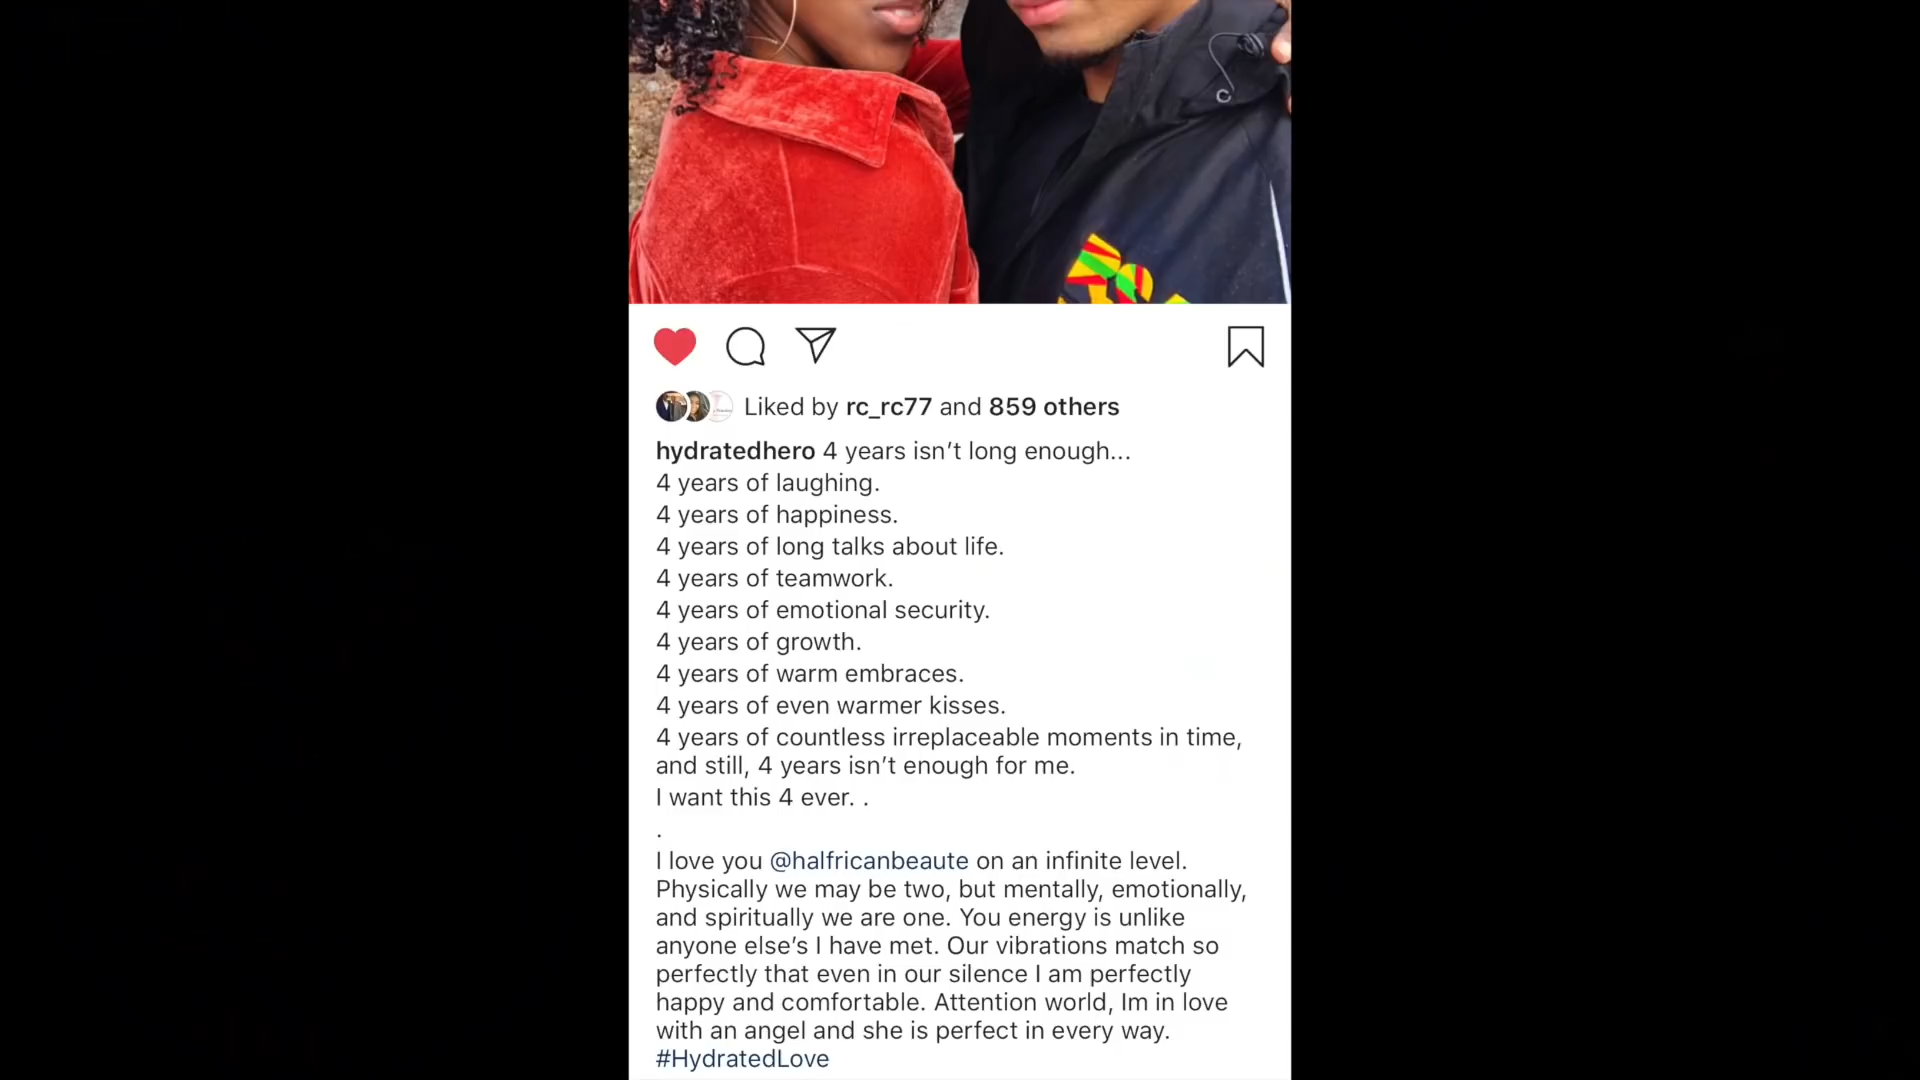 Liked by rc_rc77 and 859 others
hydratedhero 4 years isn’t long enough...
4 years of laughing.
4 years of happiness.
4 years of long talks about life.
4 years of teamwork.
4 years of emotional security.
4 years of growth.
4 years of warm embraces.
4 years of even warmer kisses.
4 years of countless irreplaceable moments in time,
and still, 4 years isn’t enough for me.
I want this 4 ever. .
.
I love you @halfricanbeaute on an infinite level.
Physically we may be two, but mentally, emotionally,
and spiritually we are one. You energy is unlike
anyone else’s I have met. Our vibrations match so
perfectly that even in our silence I am perfectly
happy and comfortable. Attention world, Im in love
with an angel and she is perfect in every way.
#HydratedLove